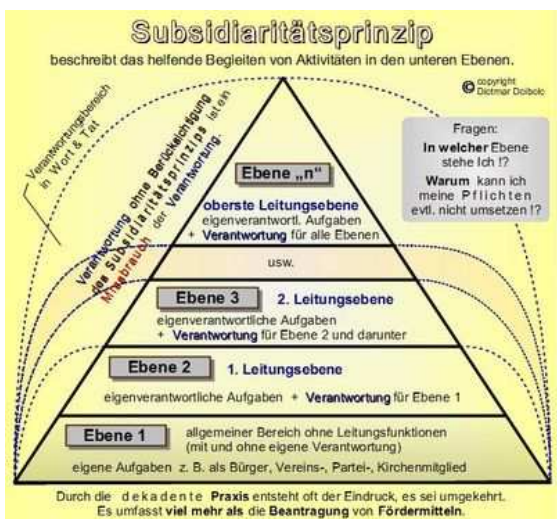 Subsidiaritätsprinzip
beschreibt das helfende Begleiten von Aktivitäten in den unteren Ebenen.
© copyright
Dietmar Doibolo
Verantwortungsbereich
in Wort & Tat
Verantwortung ohne Berücksichtigung
des Subsidiaritätsprinzips ist ein
Missbrauch der Verantwortung.
Fragen:
In welcher Ebene
stehe Ich !?
Warum kann ich
meine Pflichten
evtl. nicht umsetzen !?
Ebene „n"
oberste Leitungsebene
eigenverantwortl. Aufgaben
+ Verantwortung für alle Ebenen
usw.
Ebene 3 2. Leitungsebene
eigenverantwortliche Aufgaben
+ Verantwortung für Ebene 2 und darunter
Ebene 2 1. Leitungsebene
eigenverantwortliche Aufgaben + Verantwortung für Ebene 1
Ebene 1 allgemeiner Bereich ohne Leitungsfunktionen
(mit und ohne eigene Verantwortung)
eigene Aufgaben z. B. als Bürger, Vereins-, Partei-, Kirchenmitglied
Durch die dekadente Praxis entsteht oft der Eindruck, es sei umgekehrt.
Es umfasst viel mehr als die Beantragung von Fördermitteln.